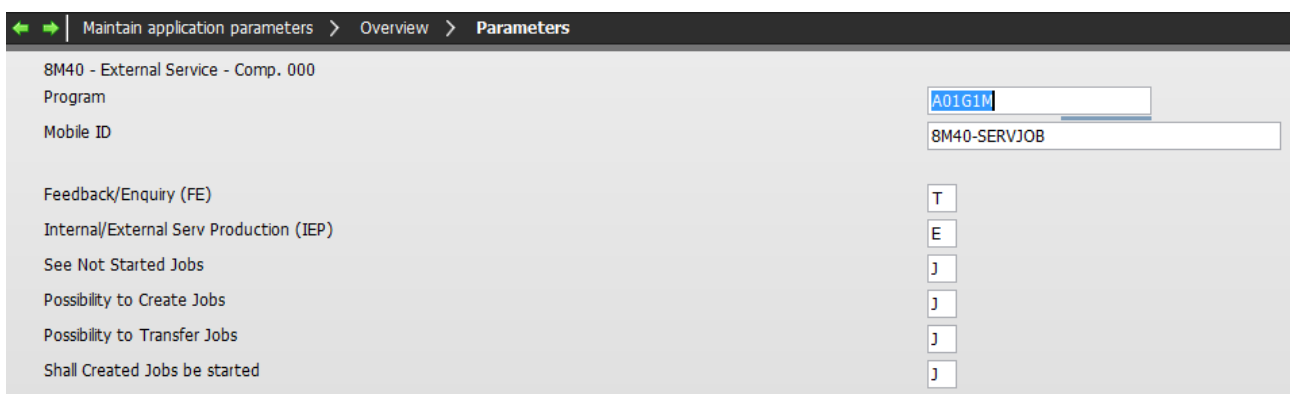 Maintain application parameters > Overview > Parameters
8M40 - External Service - Comp. 000
Program A01G1M
Mobile ID 8M40-SERVJOB
Feedback/Enquiry (FE) T
Internal/External Serv Production (IEP) E
See Not Started Jobs J
Possibility to Create Jobs J
Possibility to Transfer Jobs J
Shall Created Jobs be started J